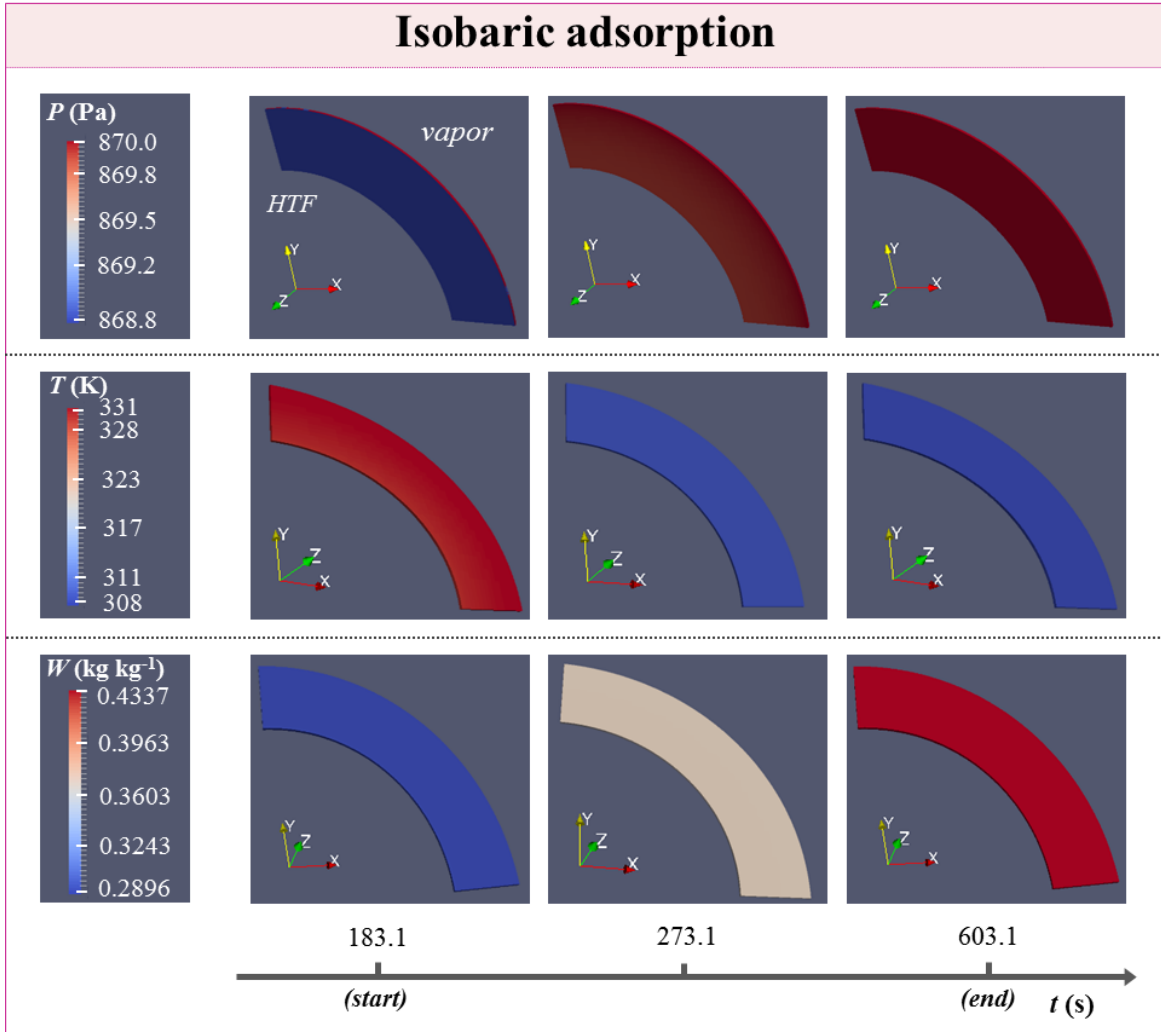 Isobaric adsorption
P (Pa)
870.0
869.8
869.5
869.2
868.8
vapor
HTF
Y
X
Z
Y
X
Z
Y
X
Z
T (K)
331
328
323
317
311
308
Y
Z
X
Y
Z
X
Y
Z
X
W (kg kg⁻¹)
0.4337
0.3963
0.3603
0.3243
0.2896
Y
Z
X
Y
Z
X
Y
Z
X
183.1
273.1
603.1
(start)
(end)
t (s)